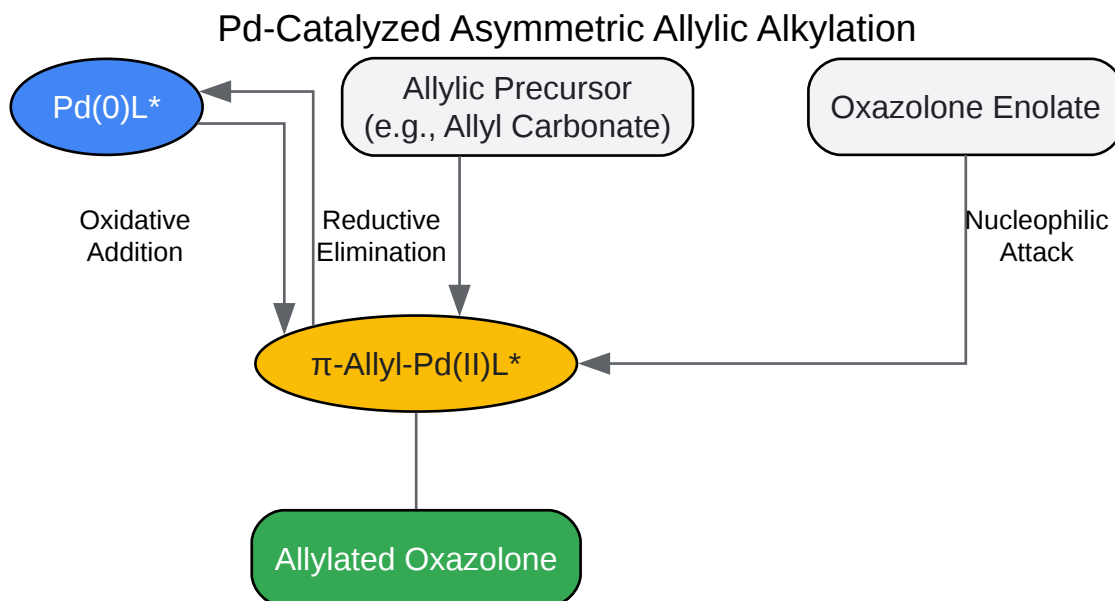 Pd-Catalyzed Asymmetric Allylic Alkylation
Pd(0)L*
Allylic Precursor
(e.g., Allyl Carbonate)
Oxazolone Enolate
Oxidative
Addition
Reductive
Elimination
Nucleophilic
Attack
π-Allyl-Pd(II)L*
Allylated Oxazolone